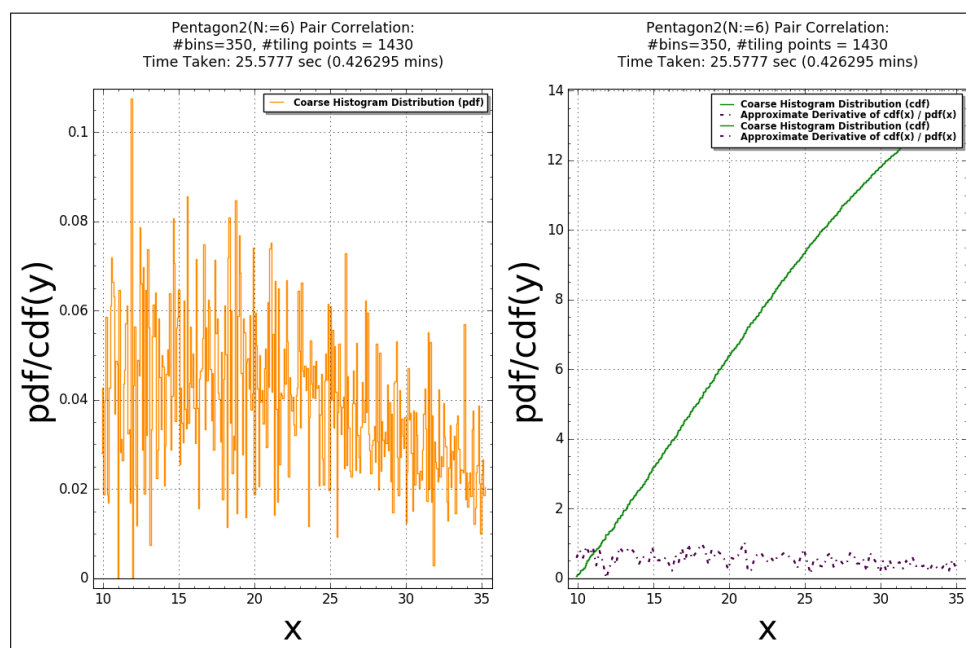 Pentagon2(N:=6) Pair Correlation:
#bins=350, #tiling points = 1430
Time Taken: 25.5777 sec (0.426295 mins)
Coarse Histogram Distribution (pdf)
0.1
0.08
0.06
0.04
0.02
0
pdf/cdf(y)
10 15 20 25 30 35
x
Pentagon2(N:=6) Pair Correlation:
#bins=350, #tiling points = 1430
Time Taken: 25.5777 sec (0.426295 mins)
Coarse Histogram Distribution (cdf)
Approximate Derivative of cdf(x) / pdf(x)
Coarse Histogram Distribution (cdf)
Approximate Derivative of cdf(x) / pdf(x)
14
12
10
8
6
4
2
0
pdf/cdf(y)
10 15 20 25 30 35
x